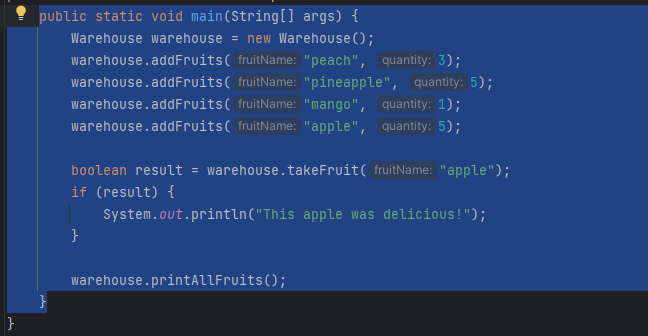 public static void main(String[] args) {
Warehouse warehouse = new Warehouse();
warehouse.addFruits( fruitName: "peach", quantity: 3);
warehouse.addFruits( fruitName: "pineapple", quantity: 5);
warehouse.addFruits( fruitName: "mango", quantity: 1);
warehouse.addFruits( fruitName: "apple", quantity: 5);
boolean result = warehouse.takeFruit( fruitName: "apple");
if (result) {
System.out.println("This apple was delicious!");
}
warehouse.printAllFruits();
}
}